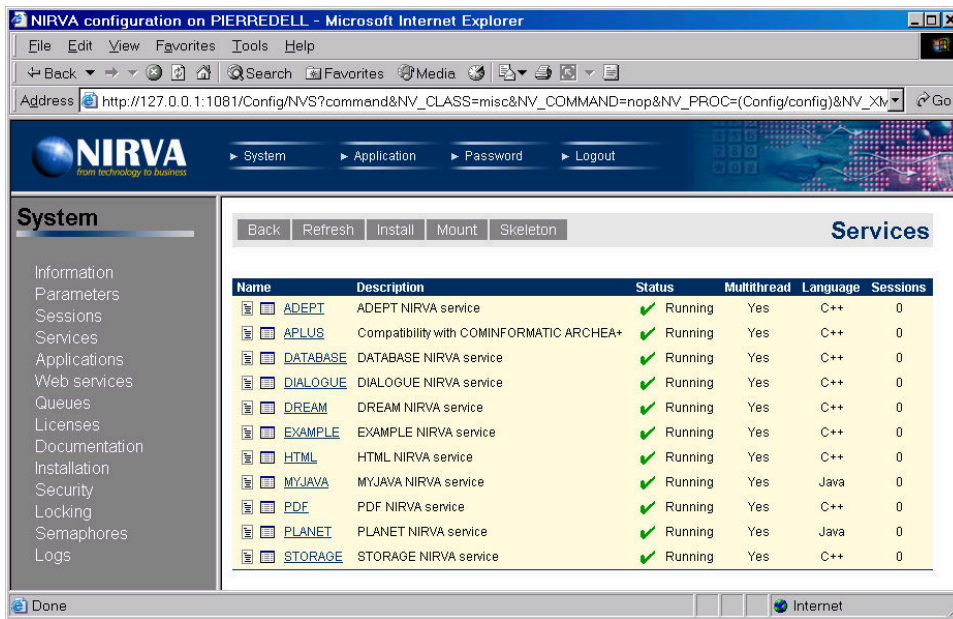 NIRVA configuration on PIERREDELL - Microsoft Internet Explorer
File Edit View Favorites Tools Help
Back Search Favorites Media
Address http://127.0.0.1:1081/Config/NVS?command&NV_CLASS=misc&NV_COMMAND=nop&NV_PROC=(Config/config)&NV_XM Go
NIRVA
from technology to business
System Application Password Logout
System
Information
Parameters
Sessions
Services
Applications
Web services
Queues
Licenses
Documentation
Installation
Security
Locking
Semaphores
Logs
Back Refresh Install Mount Skeleton Services
Name Description Status Multithread Language Sessions
ADEPT ADEPT NIRVA service Running Yes C++ 0
APLUS Compatibility with COMINFORMATIC ARCHEA+ Running Yes C++ 0
DATABASE DATABASE NIRVA service Running Yes C++ 0
DIALOGUE DIALOGUE NIRVA service Running Yes C++ 0
DREAM DREAM NIRVA service Running Yes C++ 0
EXAMPLE EXAMPLE NIRVA service Running Yes C++ 0
HTML HTML NIRVA service Running Yes C++ 0
MYJAVA MYJAVA NIRVA service Running Yes Java 0
PDF PDF NIRVA service Running Yes C++ 0
PLANET PLANET NIRVA service Running Yes Java 0
STORAGE STORAGE NIRVA service Running Yes C++ 0
Done Internet